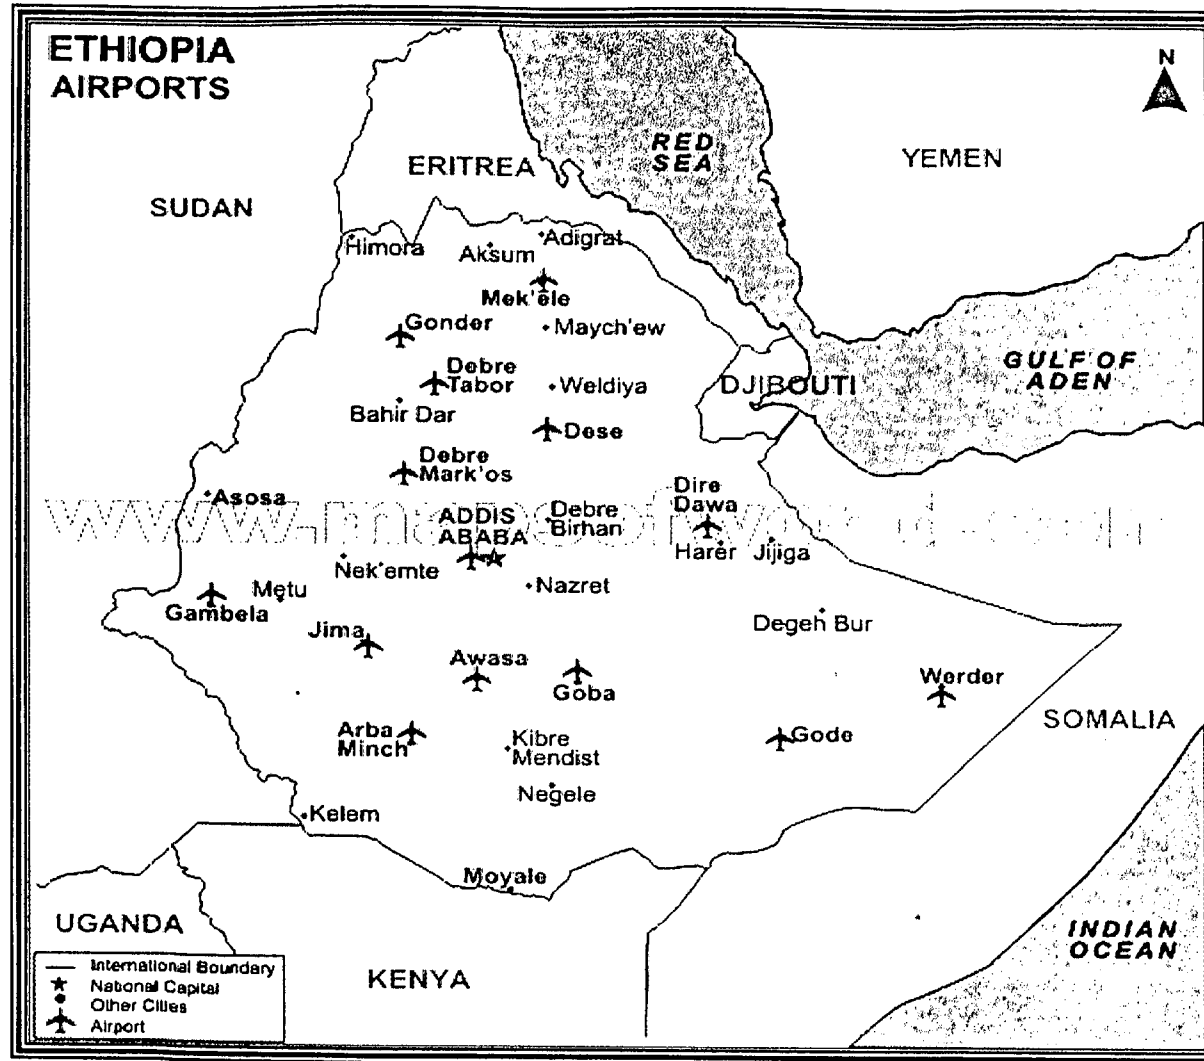 ETHIOPIA
AIRPORTS
N
RED
SEA
YEMEN
ERITREA
SUDAN
Himora
Aksum
Adigrat
Mek'ele
Gonder
Maych'ew
Debre
Tabor
Weldiya
DJIBOUTI
GULF OF
ADEN
Bahir Dar
Dese
Debre
Mark'os
Asosa
Dire
Dawa
ADDIS
ABABA
Debre
Birhan
Harer
Jijiga
Nek'emte
Nazret
Metu
Gambela
Degeh Bur
Jima
Awasa
Goba
Werder
SOMALIA
Arba
Minch
Gode
Kibre
Mendist
Negele
Kelem
Moyale
UGANDA
KENYA
INDIAN
OCEAN
International Boundary
National Capital
Other Cities
Airport